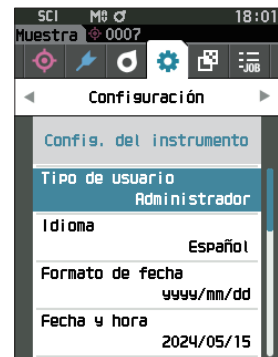 SCI M 18:01
Muestra 0007
-JOB
Configuración
Config. del instrumento
Tipo de usuario
Administrador
Idioma
Español
Formato de fecha
yyyy/mm/dd
Fecha y hora
2024/05/15